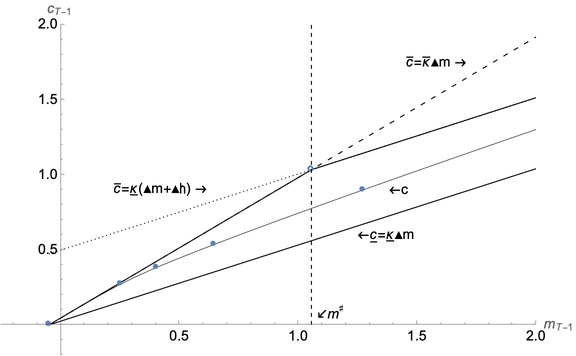 c_{T-1}
2.0
c̅=κ̅▲m →
1.5
1.0
c̅=κ̲(▲m+▲h) →
←c
←c̲=κ̲▲m
0.5
↙m^♯
0.5
1.0
1.5
2.0
m_{T-1}